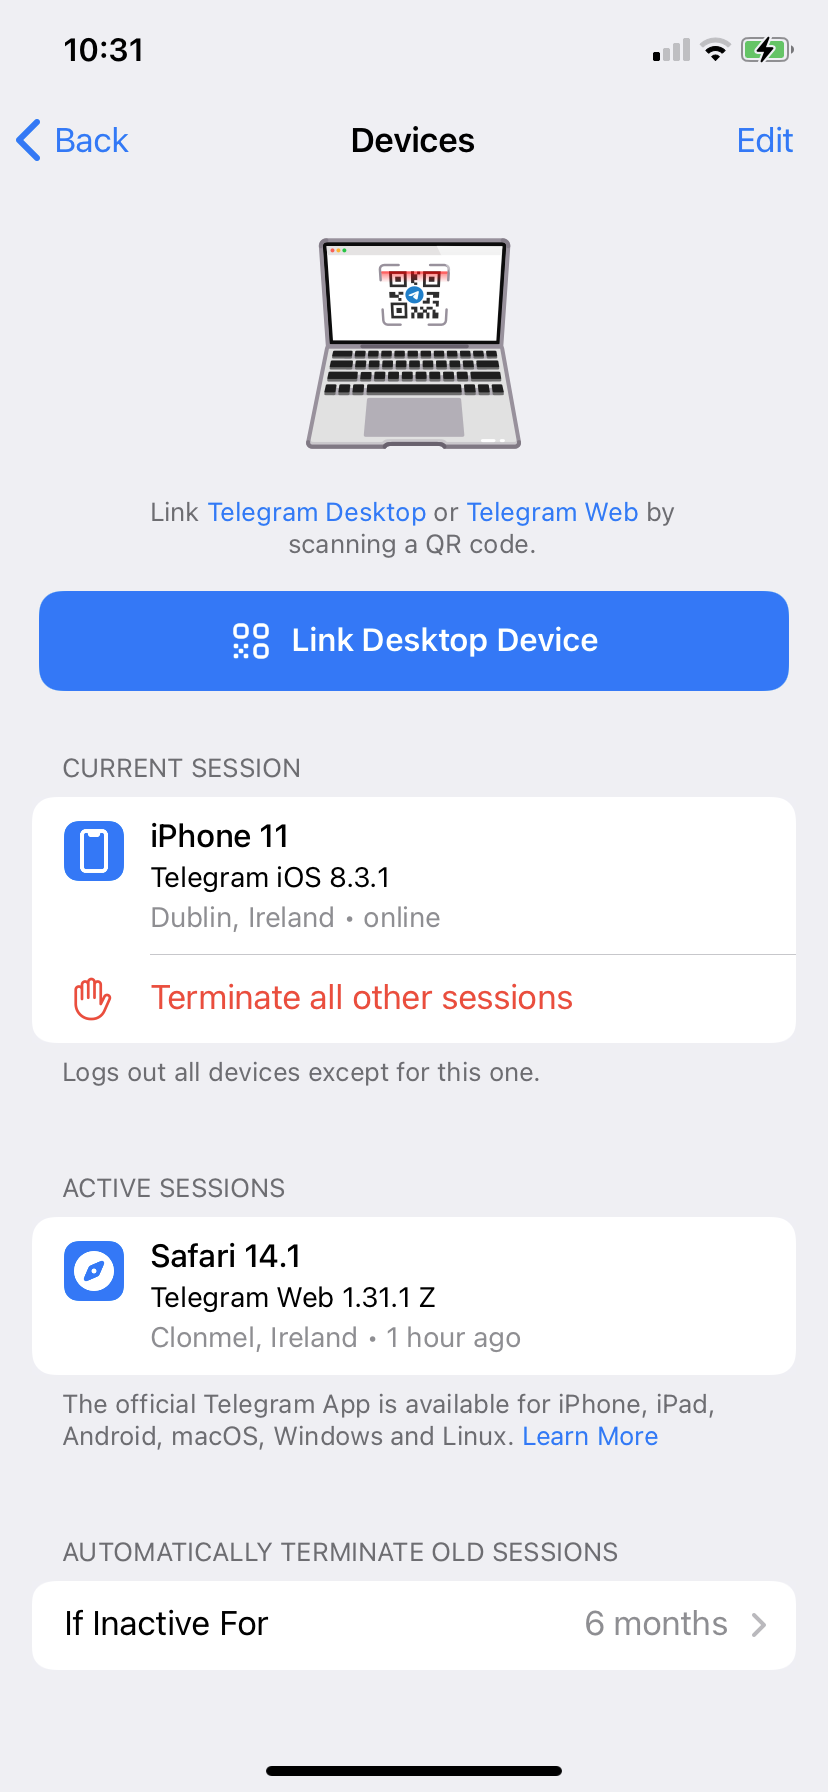 10:31
Back
Devices
Edit
Link Telegram Desktop or Telegram Web by
scanning a QR code.
Link Desktop Device
CURRENT SESSION
iPhone 11
Telegram iOS 8.3.1
Dublin, Ireland • online
Terminate all other sessions
Logs out all devices except for this one.
ACTIVE SESSIONS
Safari 14.1
Telegram Web 1.31.1 Z
Clonmel, Ireland • 1 hour ago
The official Telegram App is available for iPhone, iPad,
Android, macOS, Windows and Linux. Learn More
AUTOMATICALLY TERMINATE OLD SESSIONS
If Inactive For
6 months